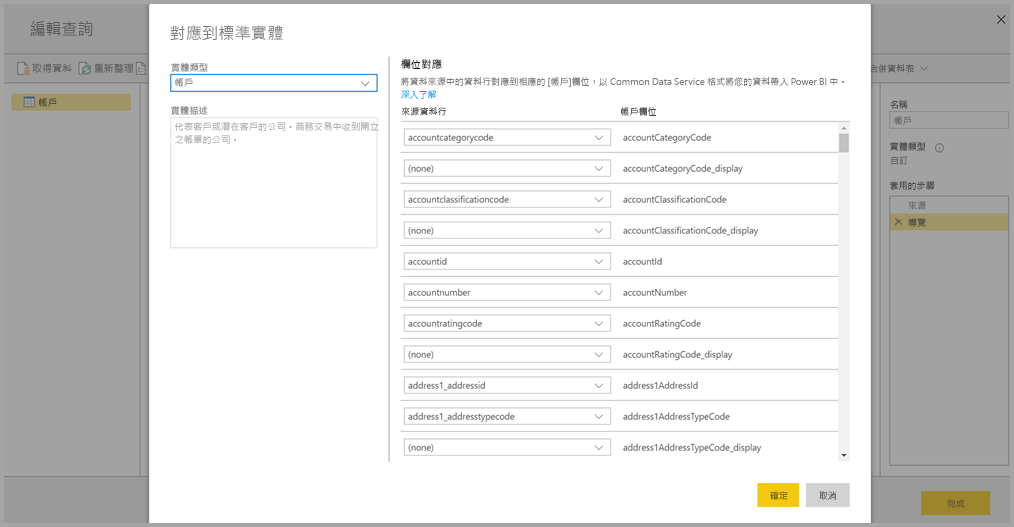 編輯查詢
取得資料 重新整理
帳戶
對應到標準實體
實體類型
帳戶
實體描述
代表客戶或潛在客戶的公司。商務交易中收到開立
之帳單的公司。
欄位對應
將資料來源中的資料行對應到相應的 [帳戶]欄位，以 Common Data Service 格式將您的資料帶入 Power BI 中。
深入了解
來源資料行 帳戶欄位
accountcategorycode accountCategoryCode
(none) accountCategoryCode_display
accountclassificationcode accountClassificationCode
(none) accountClassificationCode_display
accountid accountId
accountnumber accountNumber
accountratingcode accountRatingCode
(none) accountRatingCode_display
address1_addressid address1AddressId
address1_addresstypecode address1AddressTypeCode
(none) address1AddressTypeCode_display
確定 取消
合併資料表
名稱
帳戶
實體類型
自訂
套用的步驟
來源
導覽
完成